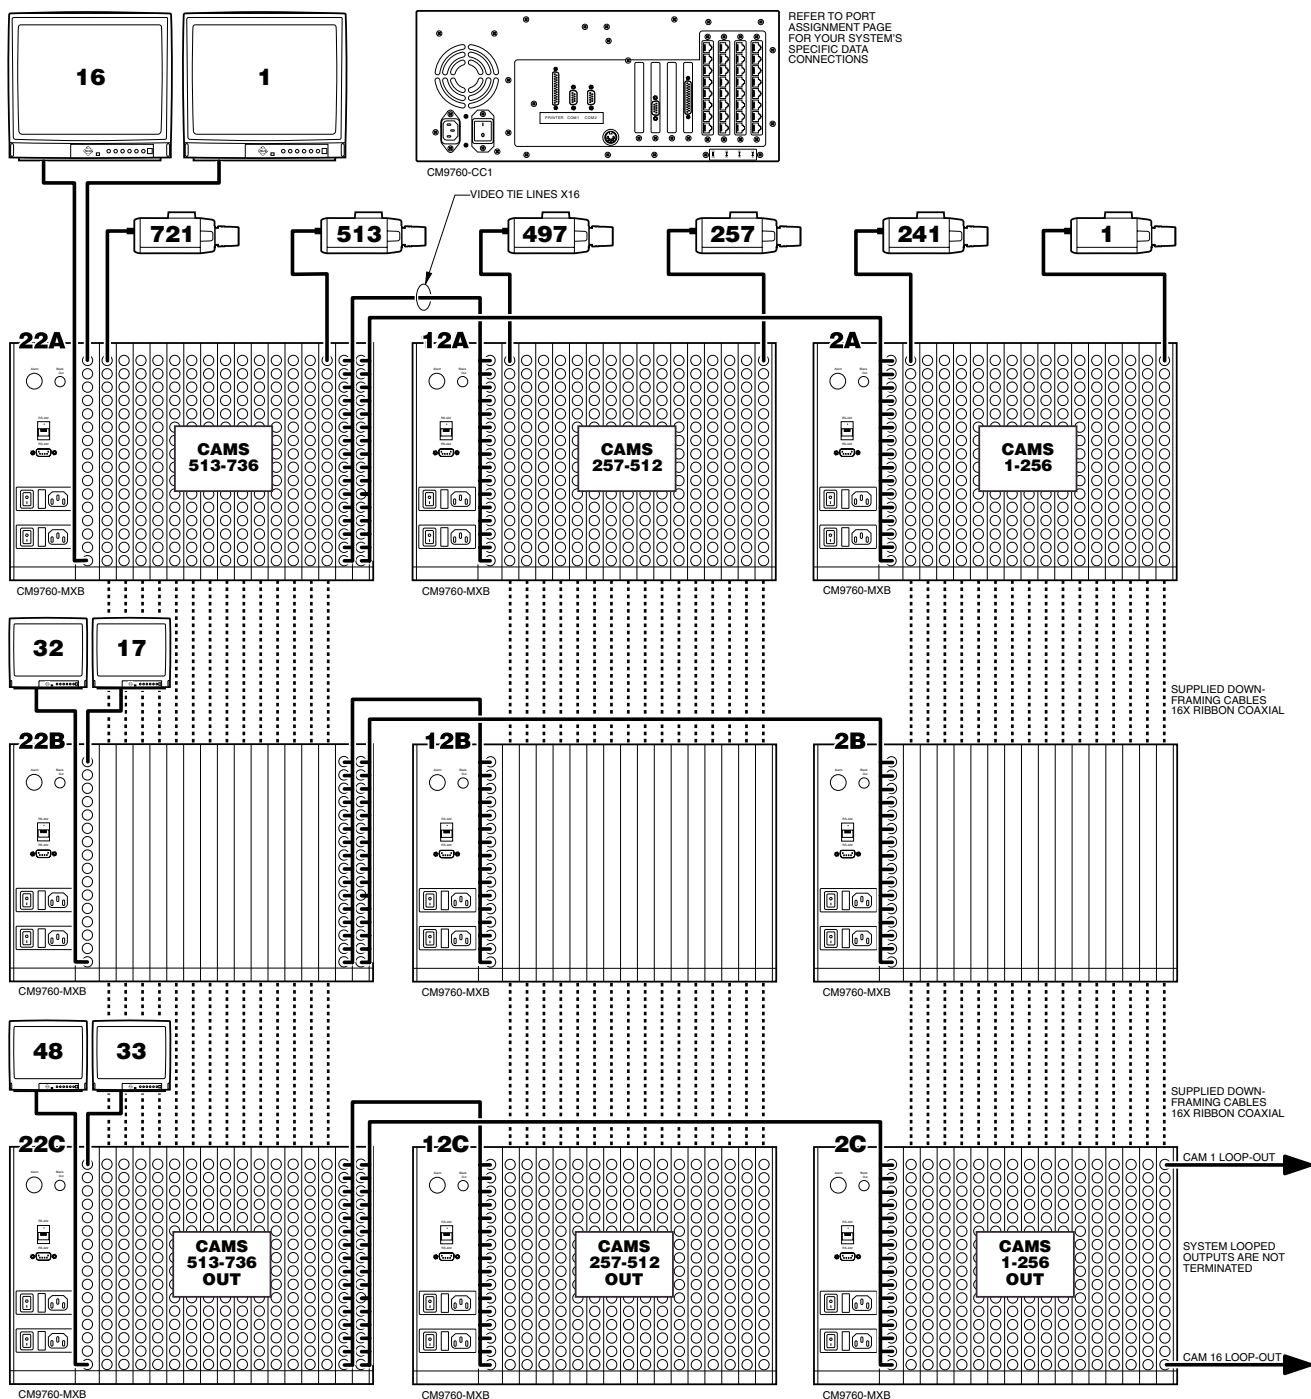 16
1
PRINTER COM1 COM2
CM9760-CC1
REFER TO PORT
ASSIGNMENT PAGE
FOR YOUR SYSTEM'S
SPECIFIC DATA
CONNECTIONS
VIDEO TIE LINES X16
721
513
497
257
241
1
22A
12A
2A
CAMS
513-736
CAMS
257-512
CAMS
1-256
CM9760-MXB
CM9760-MXB
CM9760-MXB
32
17
SUPPLIED DOWN-
FRAMING CABLES
16X RIBBON COAXIAL
22B
12B
2B
CM9760-MXB
CM9760-MXB
CM9760-MXB
48
33
SUPPLIED DOWN-
FRAMING CABLES
16X RIBBON COAXIAL
22C
12C
2C
CAM 1 LOOP-OUT
CAMS
513-736
OUT
CAMS
257-512
OUT
CAMS
1-256
OUT
SYSTEM LOOPED
OUTPUTS ARE NOT
TERMINATED
CAM 16 LOOP-OUT
CM9760-MXB
CM9760-MXB
CM9760-MXB